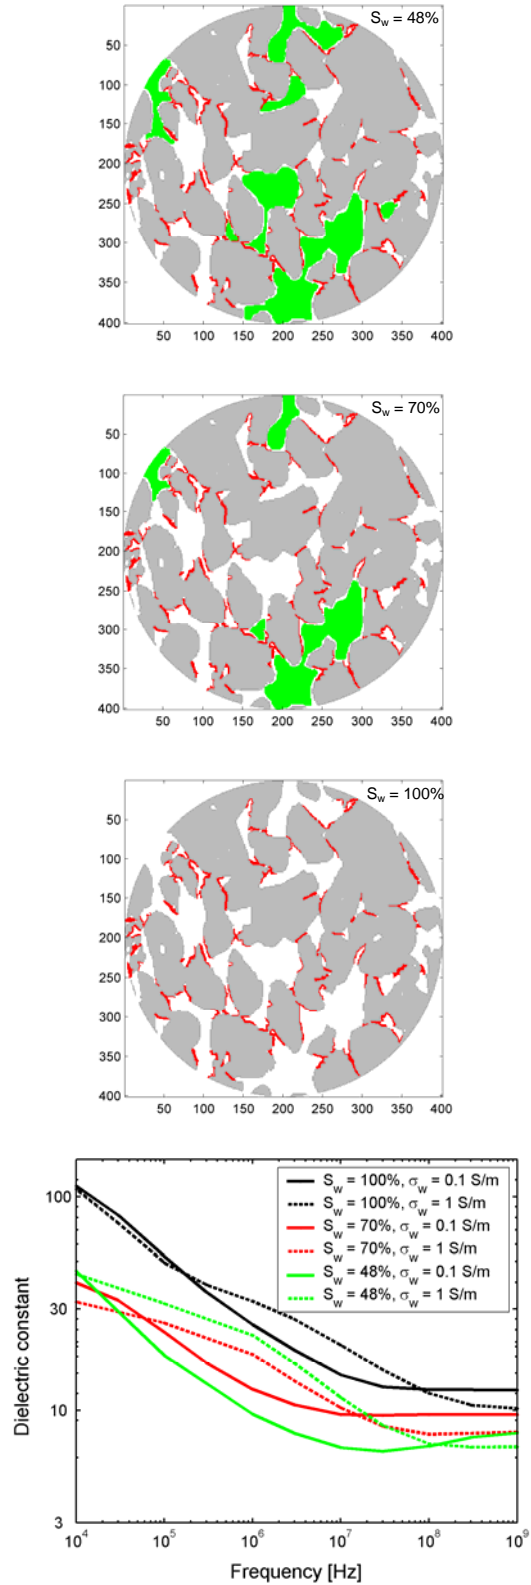 S_w = 48%
50
100
150
200
250
300
350
400
50 100 150 200 250 300 350 400
S_w = 70%
50
100
150
200
250
300
350
400
50 100 150 200 250 300 350 400
S_w = 100%
50
100
150
200
250
300
350
400
50 100 150 200 250 300 350 400
S_w = 100%, σ_w = 0.1 S/m
S_w = 100%, σ_w = 1 S/m
S_w = 70%, σ_w = 0.1 S/m
S_w = 70%, σ_w = 1 S/m
S_w = 48%, σ_w = 0.1 S/m
S_w = 48%, σ_w = 1 S/m
100
30
10
3
Dielectric constant
10^4 10^5 10^6 10^7 10^8 10^9
Frequency [Hz]